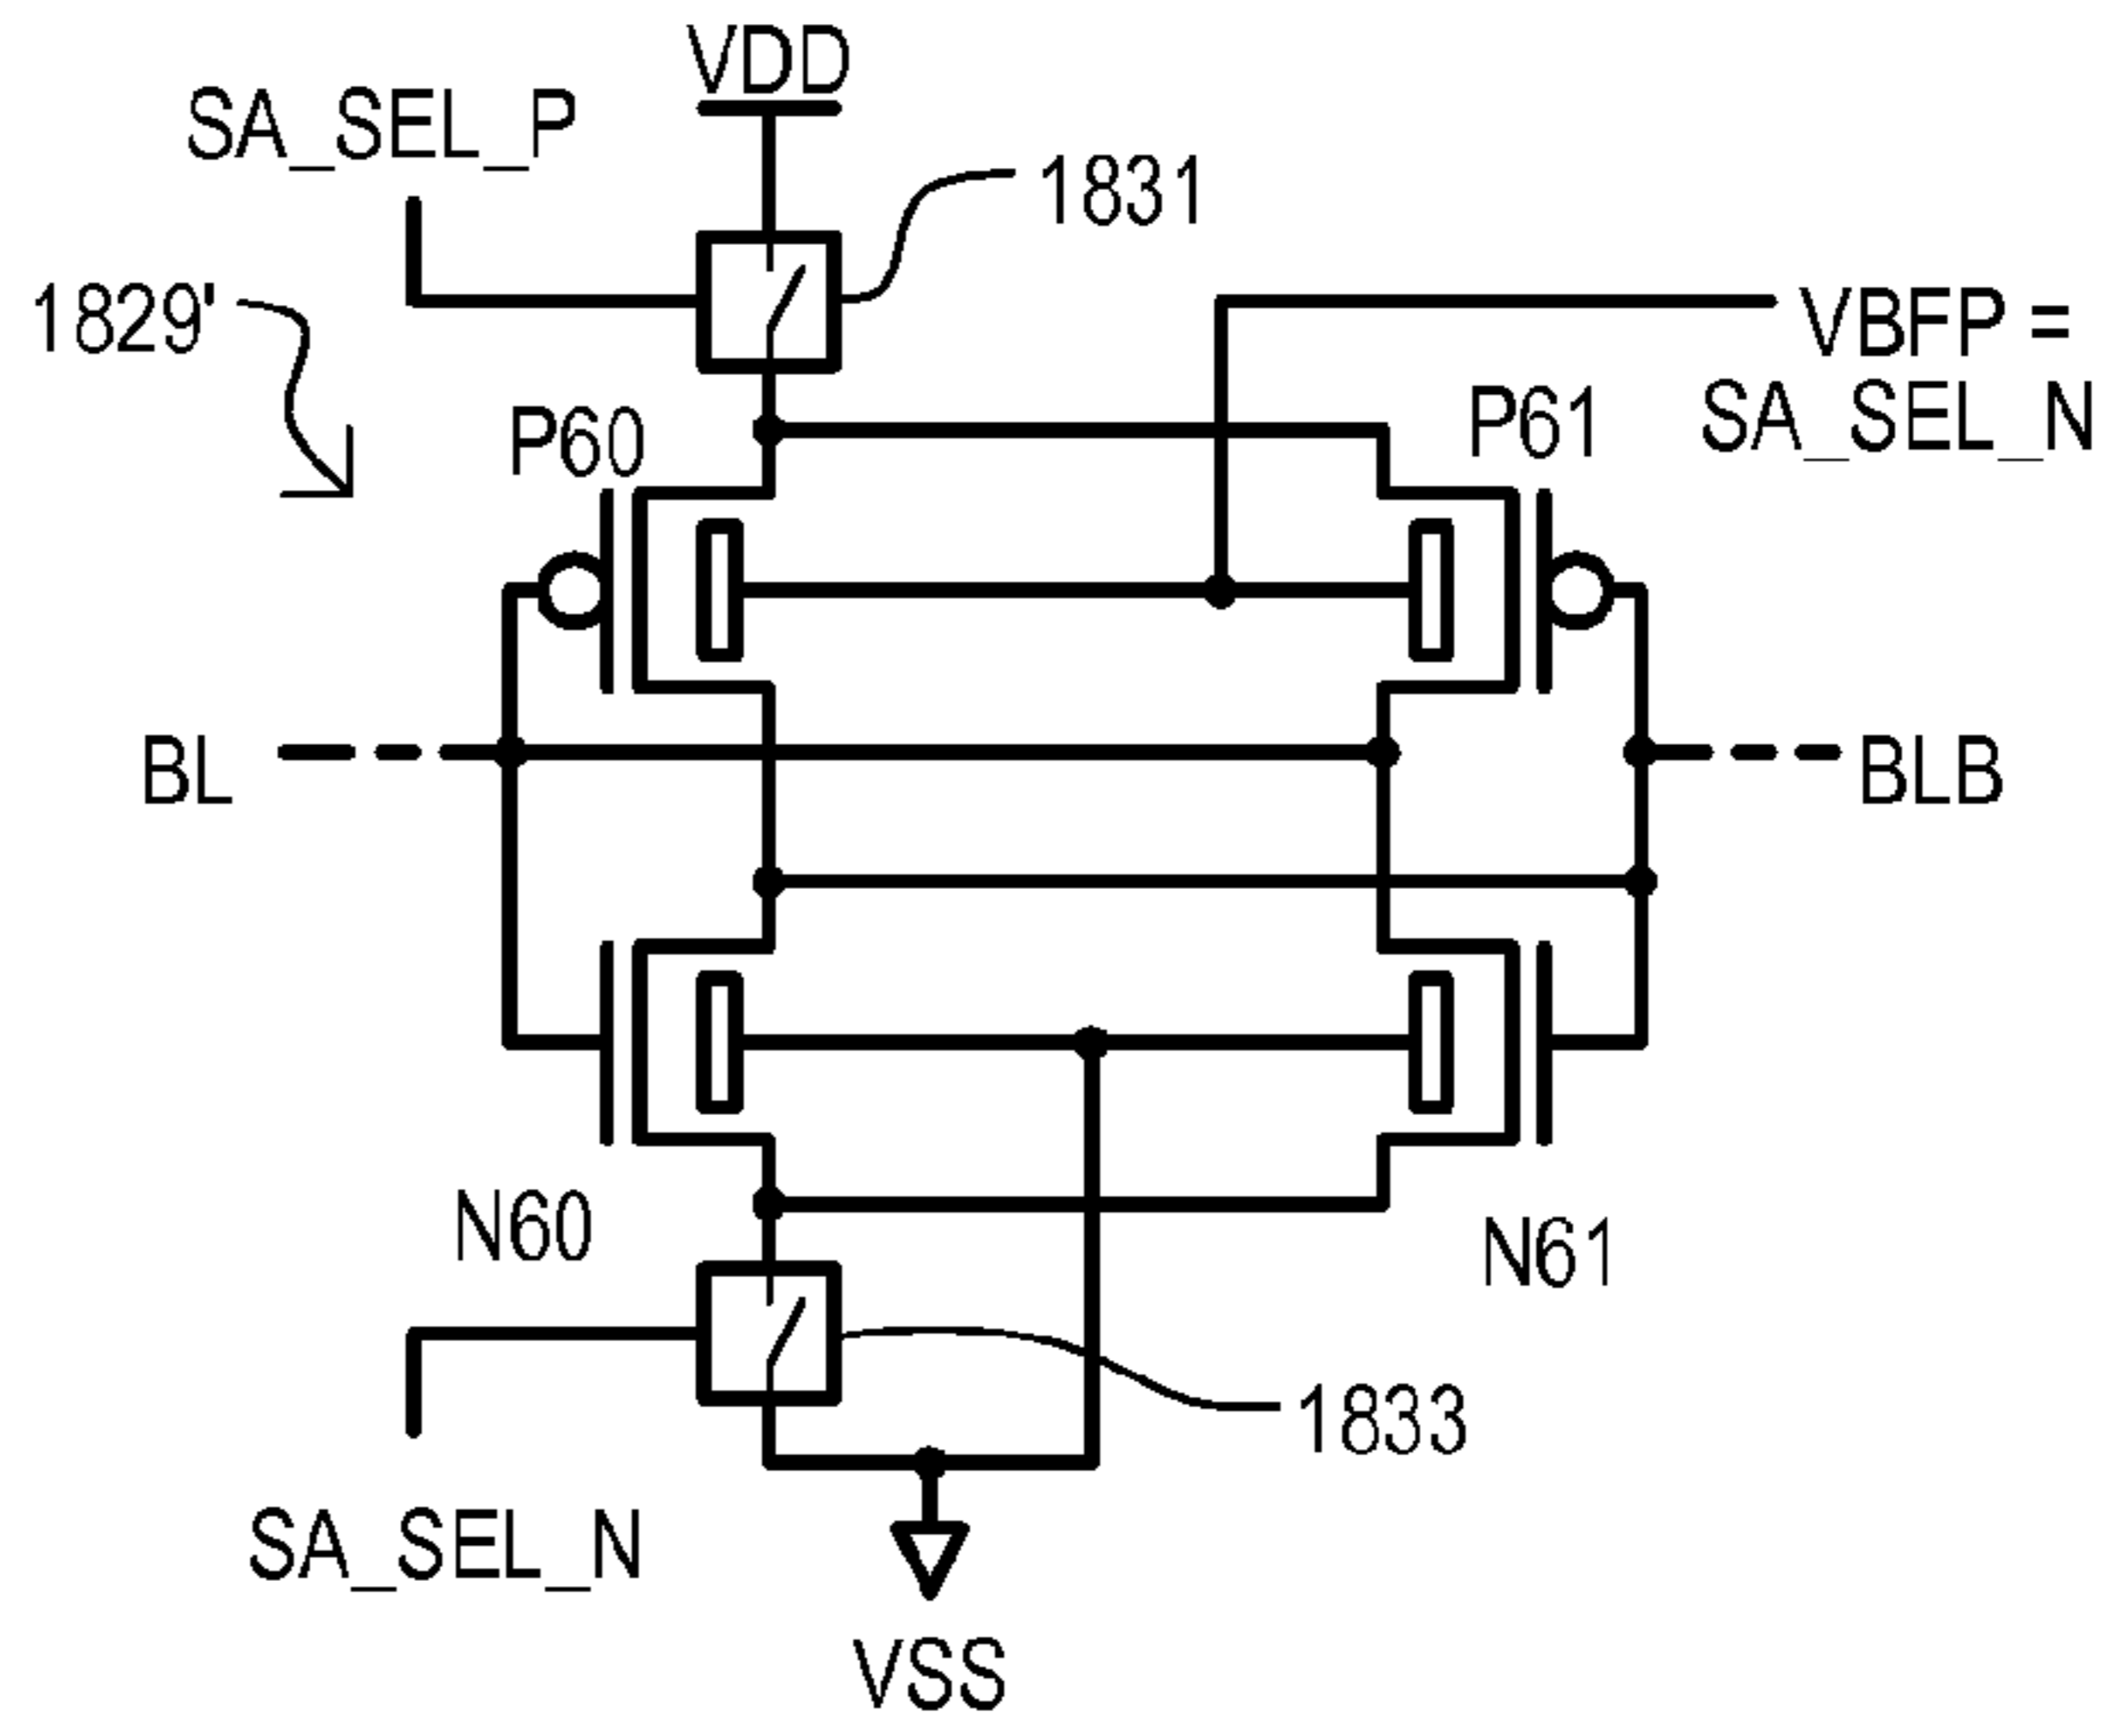 VDD
SA_SEL_P
1831
1829'
VBFP =
SA_SEL_N
P60
P61
BL
BLB
N60
N61
1833
SA_SEL_N
VSS